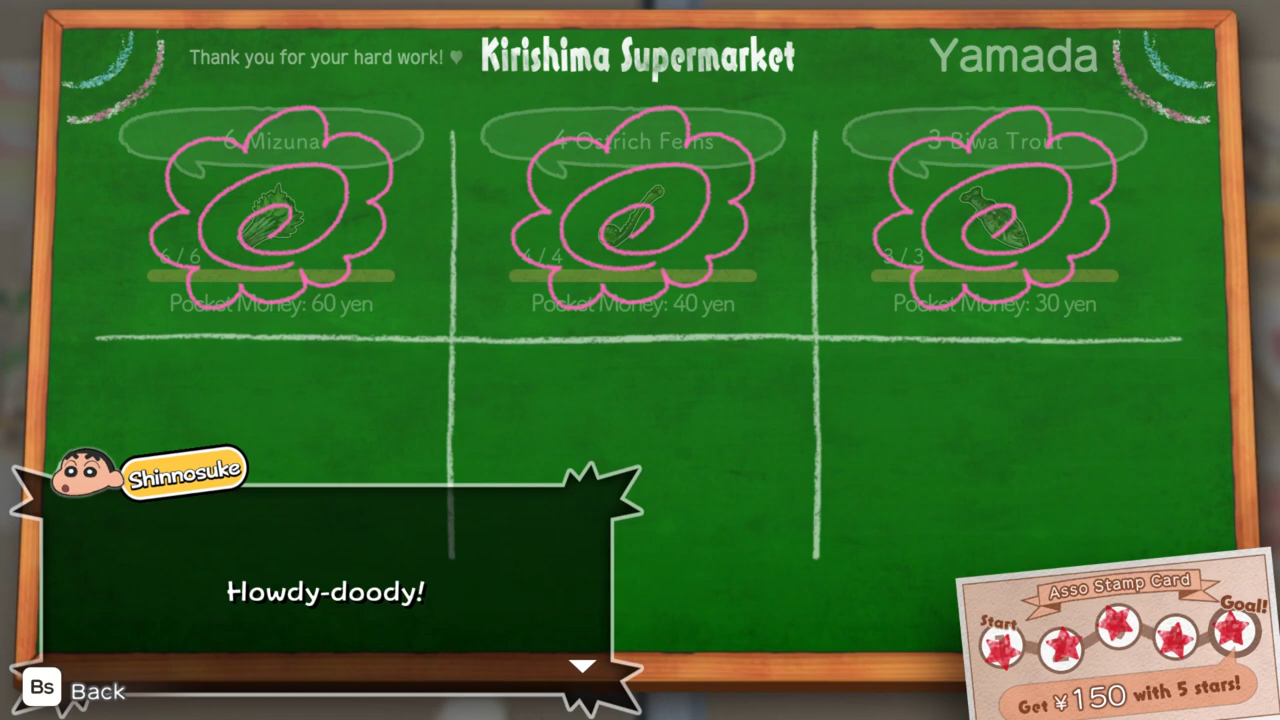 Thank you for your hard work! ♥
Kirishima Supermarket
Yamada
6 Mizuna
4 Ostrich Ferns
3 Biwa Trout
6 / 6
4 / 4
3 / 3
Pocket Money: 60 yen
Pocket Money: 40 yen
Pocket Money: 30 yen
Shinnosuke
Howdy-doody!
Bs Back
Asso Stamp Card
Start
Goal!
Get ¥150 with 5 stars!